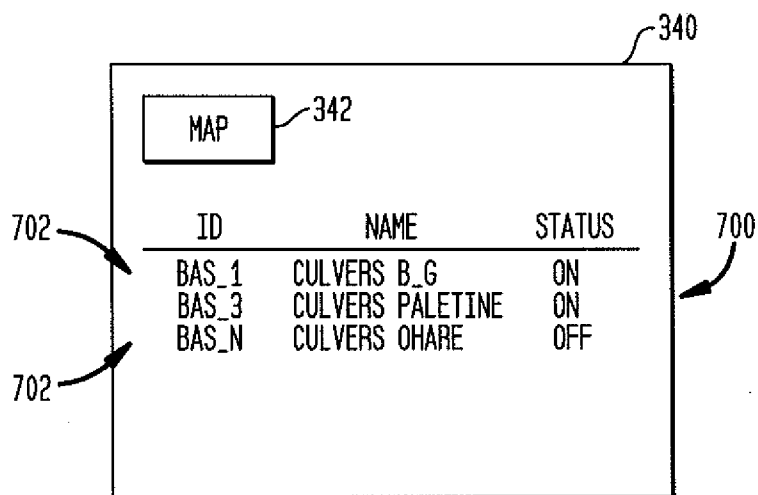 340
MAP 342
702 ID NAME STATUS 700
BAS_1 CULVERS B_G ON
BAS_3 CULVERS PALETINE ON
BAS_N CULVERS OHARE OFF
702